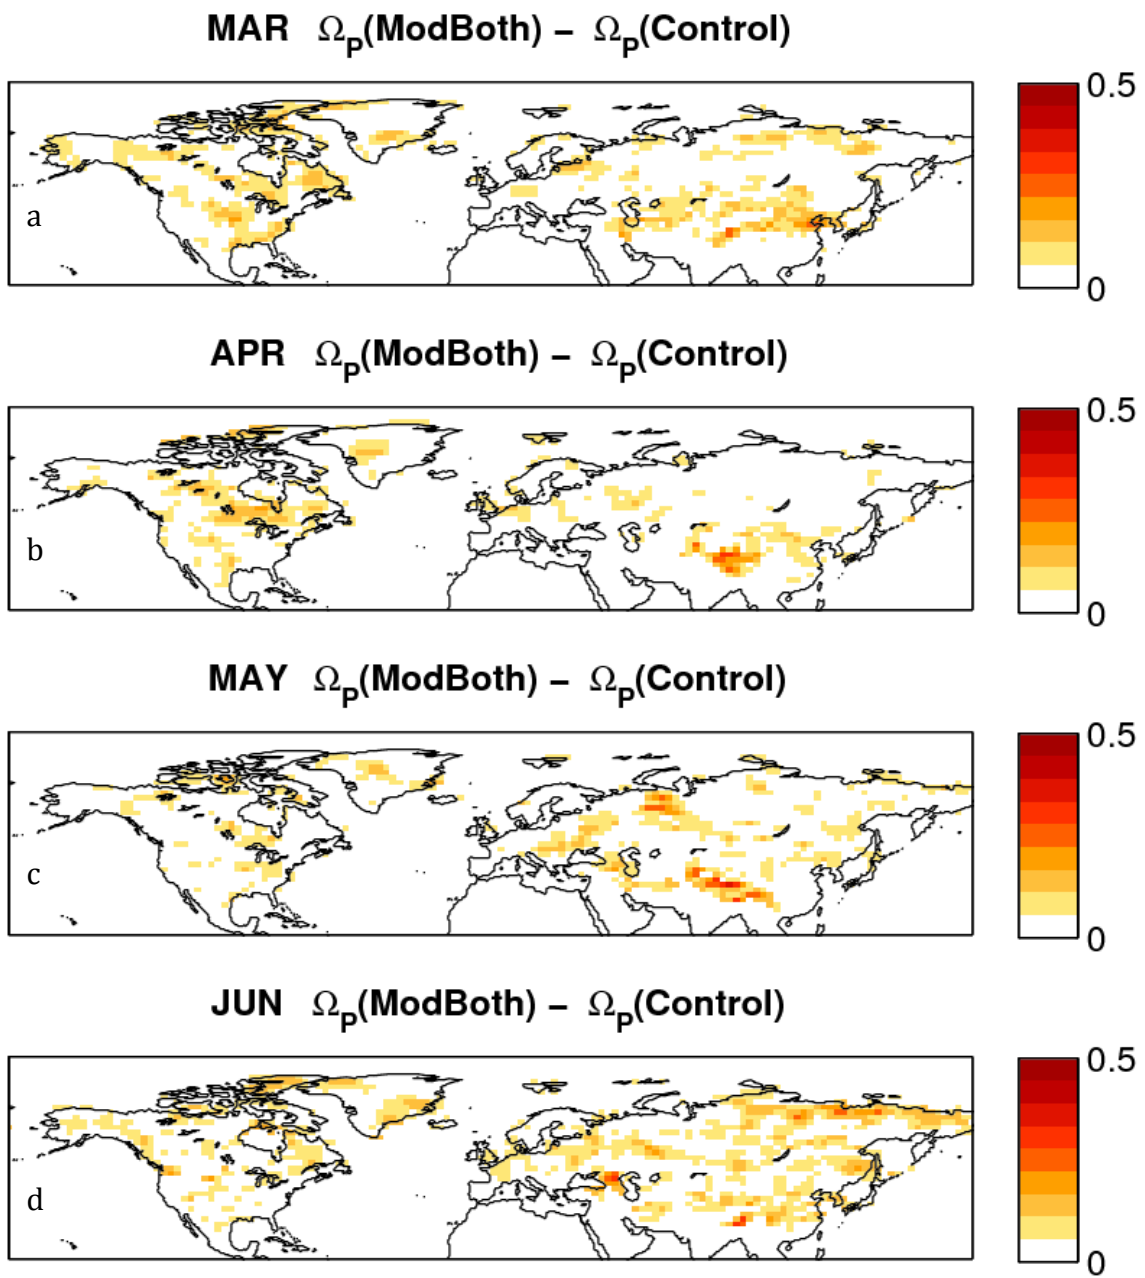 MAR Ω_P(ModBoth) – Ω_P(Control)
0.5
a
0
APR Ω_P(ModBoth) – Ω_P(Control)
0.5
b
0
MAY Ω_P(ModBoth) – Ω_P(Control)
0.5
c
0
JUN Ω_P(ModBoth) – Ω_P(Control)
0.5
d
0